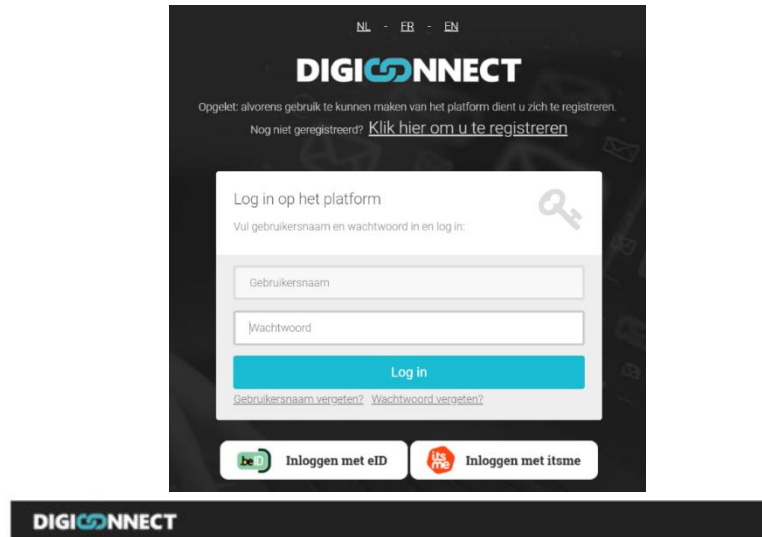 NL - FR - EN
DIGICONNECT
Opgelet: alvorens gebruik te kunnen maken van het platform dient u zich te registreren.
Nog niet geregistreerd? Klik hier om u te registreren
Log in op het platform
Vul gebruikersnaam en wachtwoord in en log in:
Gebruikersnaam
Wachtwoord
Log in
Gebruikersnaam vergeten? Wachtwoord vergeten?
beID Inloggen met eID
itsme Inloggen met itsme
DIGICONNECT